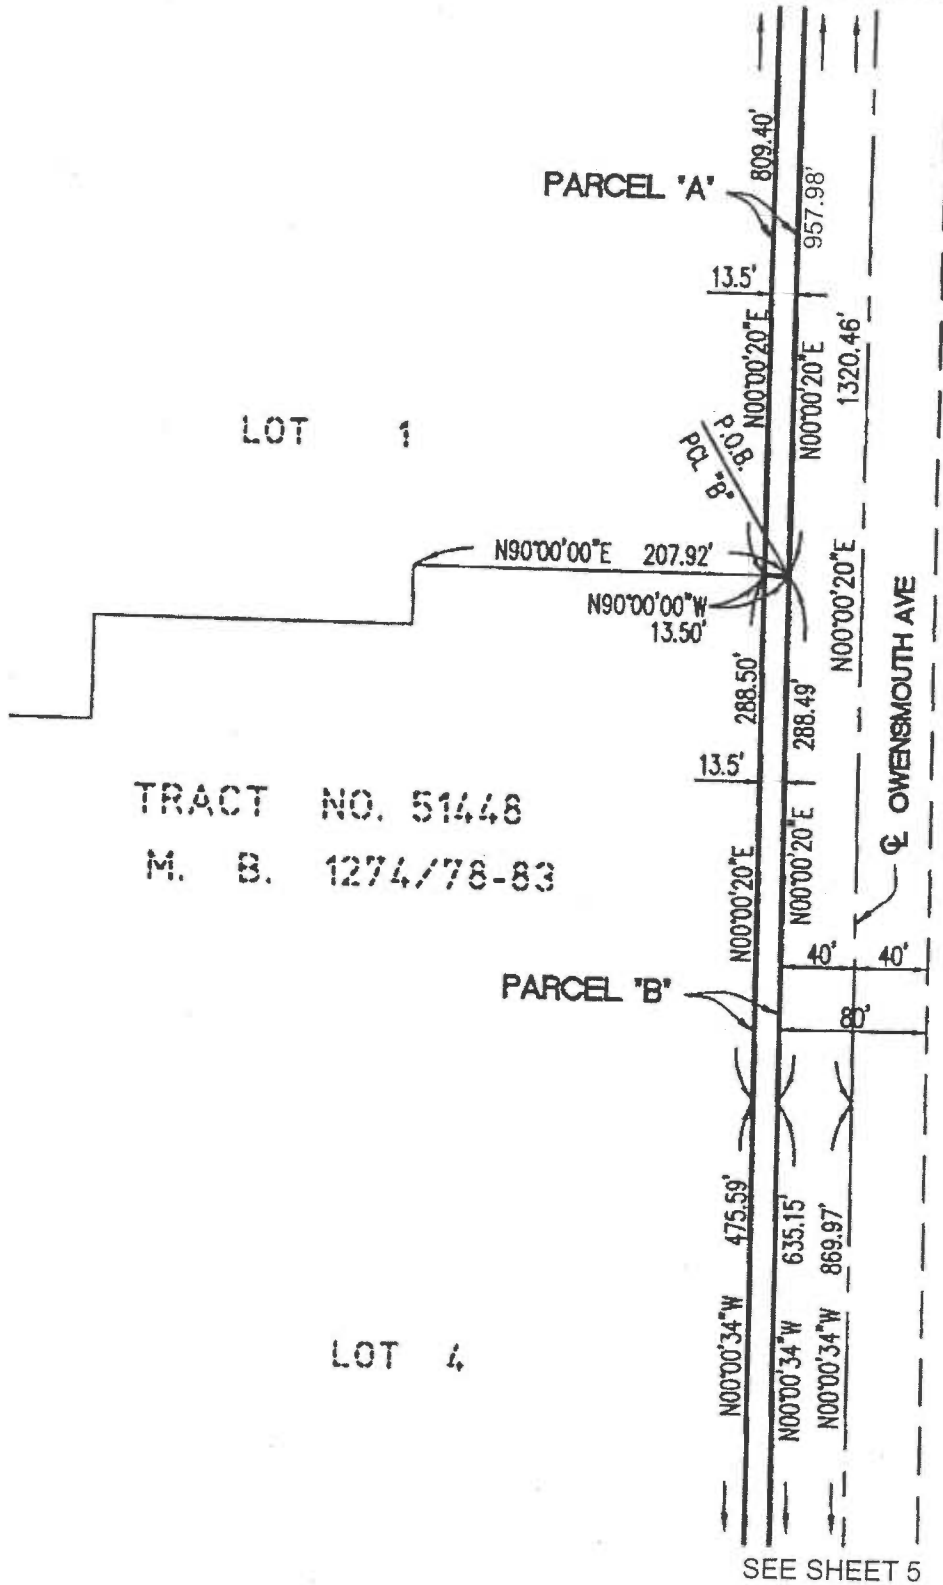 809.40'
PARCEL "A"
957.98'
13.5'
N00°00'20"E
N00°00'20"E
1320.46'
LOT 1
P.O.B.
PCL "B"
N90°00'00"E 207.92'
N90°00'00"W
13.50'
N00°00'20"E
288.50'
288.49'
13.5'
TRACT NO. 51448
M. B. 1274/78-83
℄ OWENSMOUTH AVE
N00°00'20"E
N00°00'20"E
40' 40'
PARCEL "B"
80'
475.59'
635.15'
869.97'
N00°00'34"W
N00°00'34"W
N00°00'34"W
LOT 4
SEE SHEET 5